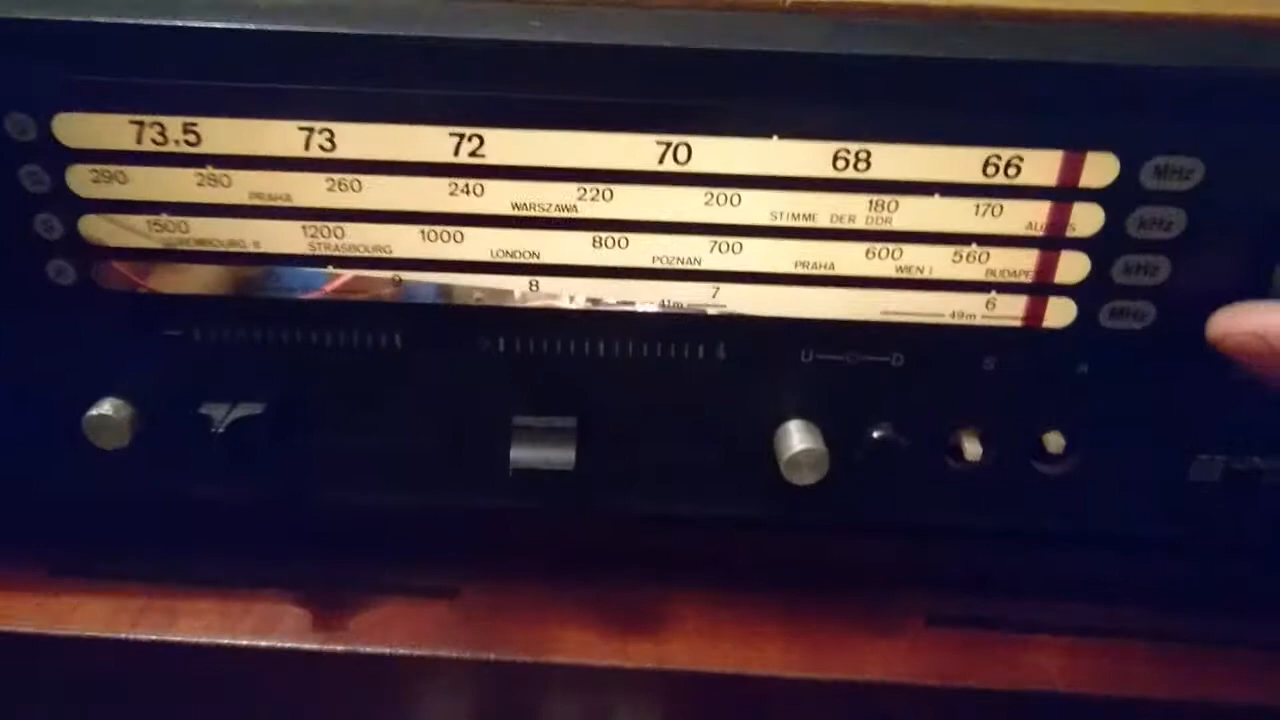 73.5 73 72 70 68 66 MHz
290 280 260 240 220 200 180 170 kHz
PRAHA WARSZAWA STIMME DER DDR
1500 1200 1000 800 700 600 560 kHz
STRASBOURG LONDON POZNAN PRAHA WIEN I
9 8 7 6 MHz
41m 49m
U D S